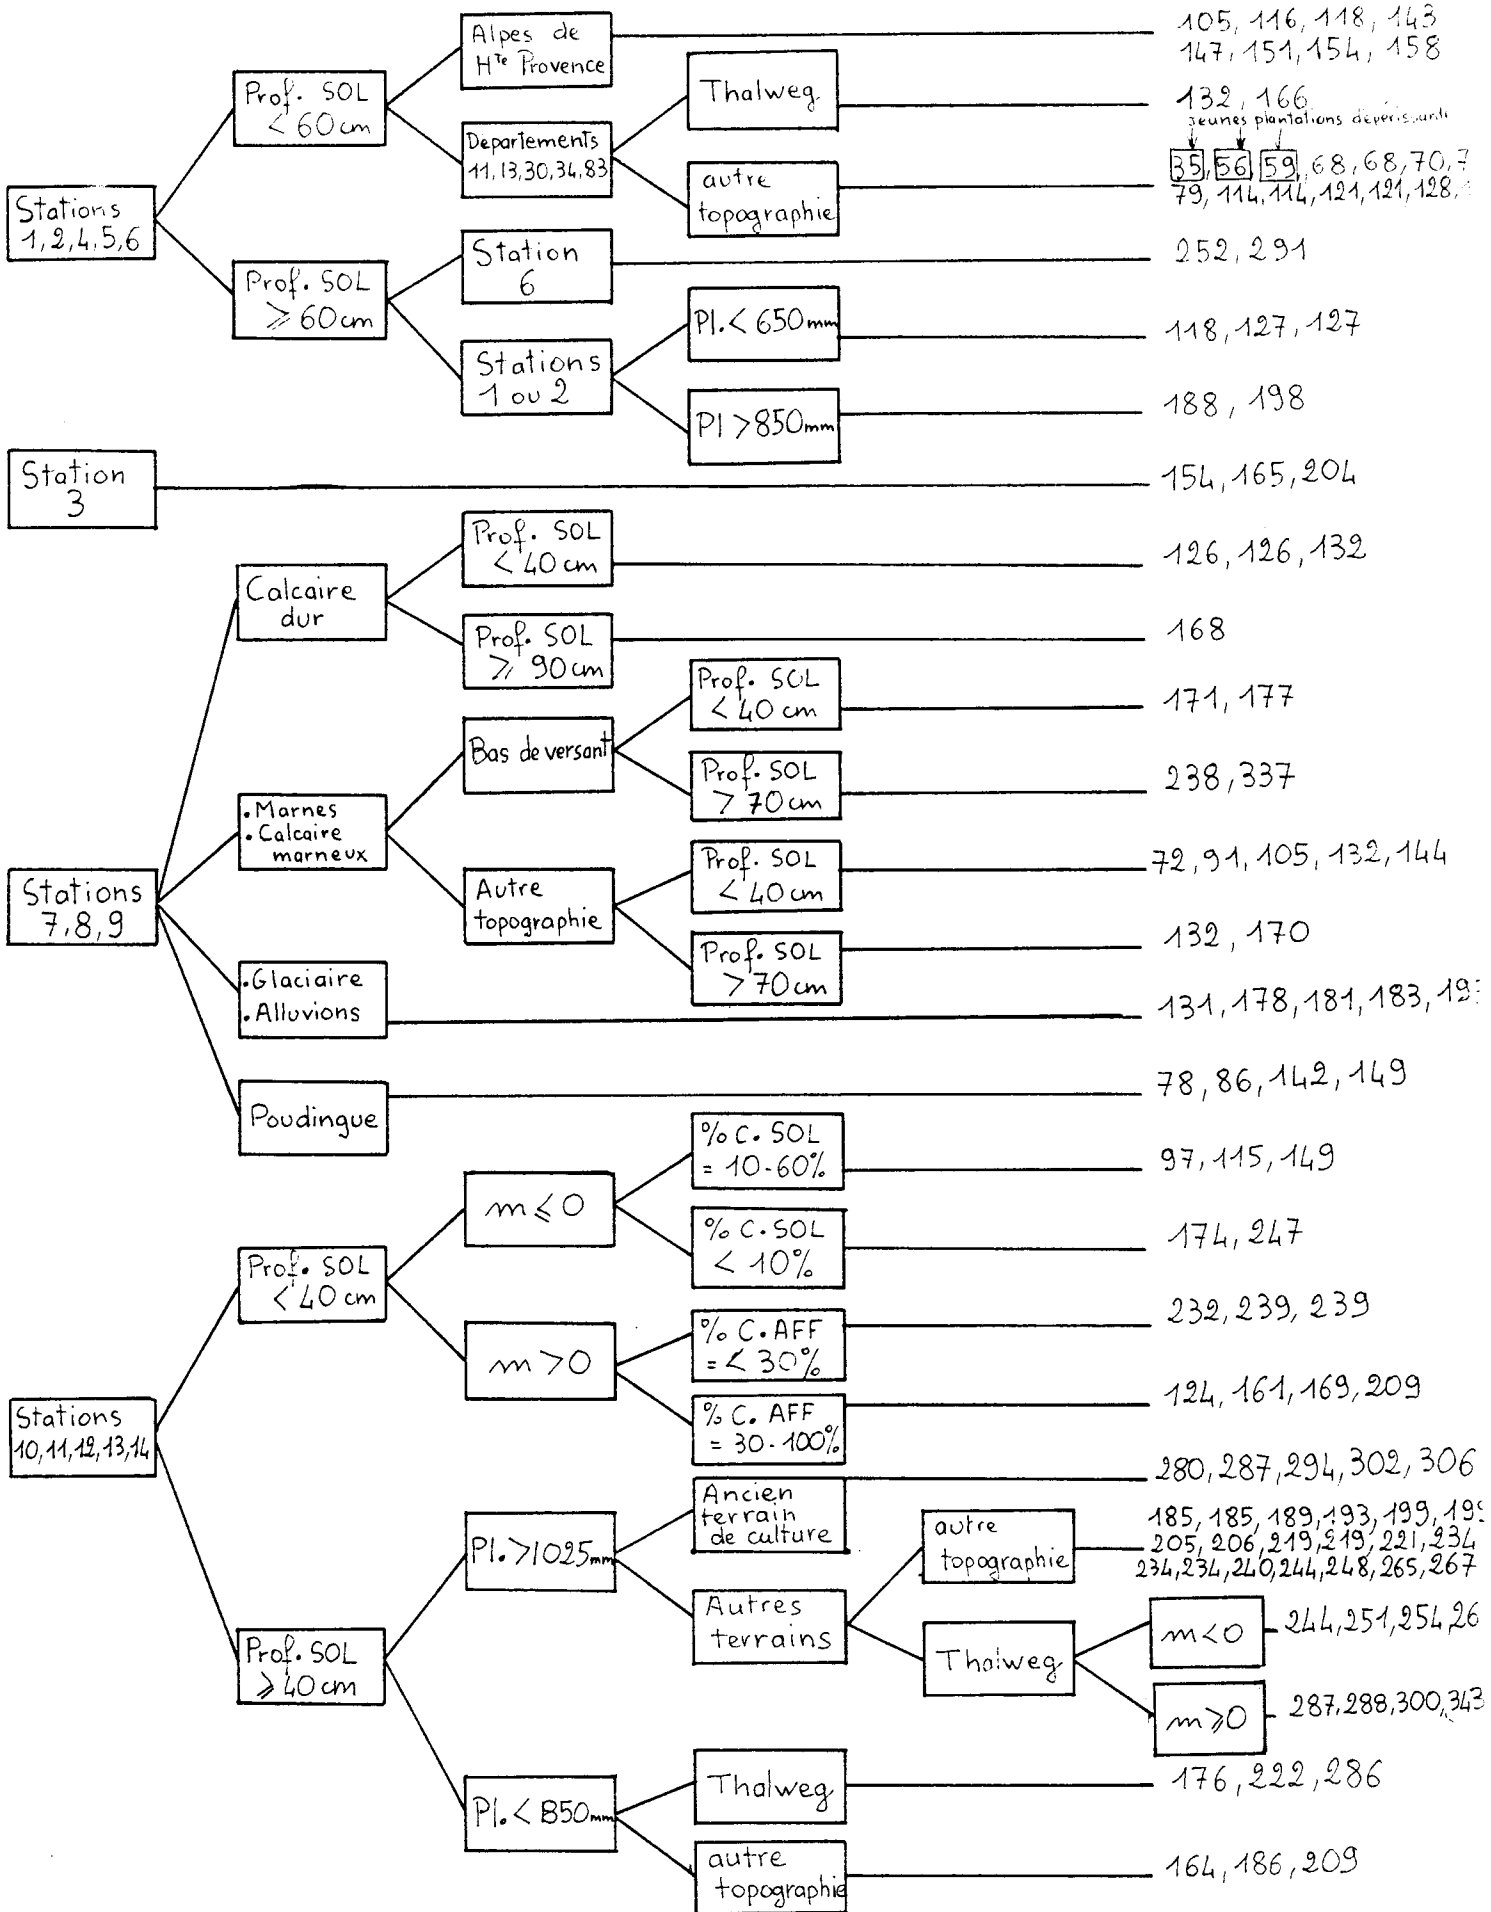 Alpes de
Hte Provence
105, 116, 118, 143
147, 151, 154, 158
Prof. SOL
< 60 cm
Thalweg
132, 166
jeunes plantations dépérissantes
Départements
11, 13, 30, 34, 83
autre
topographie
35, 56, 59, 68, 68, 70,
79, 114, 114, 121, 121, 128,
Stations
1, 2, 4, 5, 6
Prof. SOL
⩾ 60 cm
Station
6
252, 291
Stations
1 ou 2
Pl. < 650 mm
118, 127, 127
Pl > 850 mm
188, 198
Station
3
154, 165, 204
Calcaire
dur
Prof. SOL
< 40 cm
126, 126, 132
Prof. SOL
⩾ 90 cm
168
Stations
7, 8, 9
. Marnes
. Calcaire
marneux
Bas de versant
Prof. SOL
< 40 cm
171, 177
Prof. SOL
> 70 cm
238, 337
Autre
topographie
Prof. SOL
< 40 cm
72, 91, 105, 132, 144
Prof. SOL
> 70 cm
132, 170
. Glaciaire
. Alluvions
131, 178, 181, 183,
Poudingue
78, 86, 142, 149
Stations
10, 11, 12, 13, 14
Prof. SOL
< 40 cm
m ⩽ 0
% C. SOL
= 10-60%
97, 115, 149
% C. SOL
< 10%
174, 247
m > 0
% C. AFF
= < 30%
232, 239, 239
% C. AFF
= 30-100%
124, 161, 169, 209
Prof. SOL
⩾ 40 cm
Pl. > 1025 mm
Ancien
terrain
de culture
280, 287, 294, 302, 306
Autres
terrains
autre
topographie
185, 185, 189, 193, 199,
205, 206, 219, 219, 221, 234
234, 234, 240, 244, 248, 265, 267
Thalweg
m < 0
244, 251, 254, 26
m ⩾ 0
287, 288, 300, 343
Pl. < 850 mm
Thalweg
176, 222, 286
autre
topographie
164, 186, 209